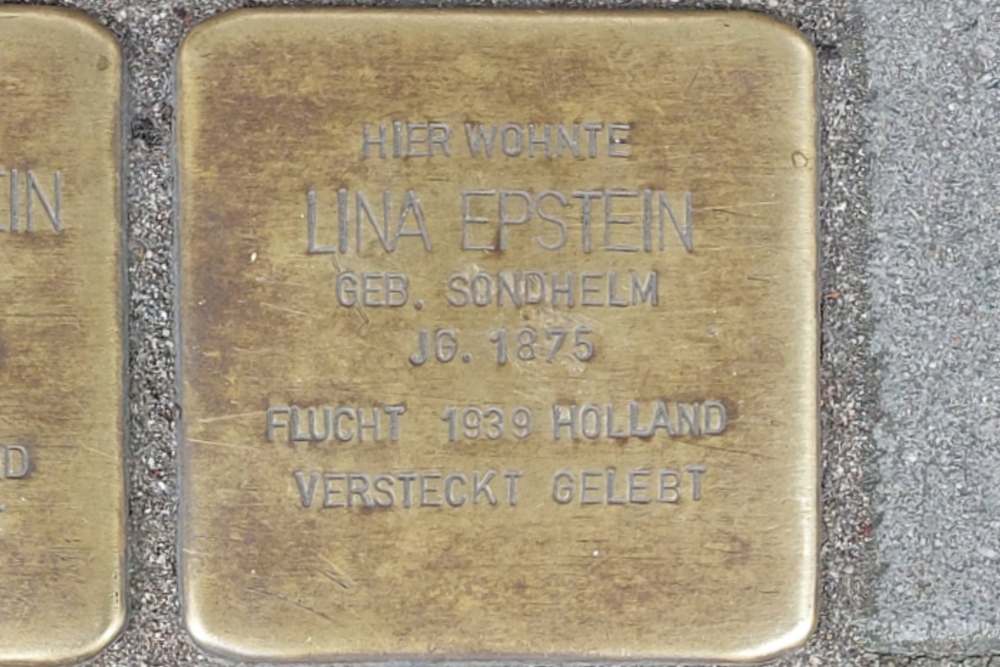 HIER WOHNTE
LINA EPSTEIN
GEB. SONDHELM
JG. 1875
FLUCHT 1939 HOLLAND
VERSTECKT GELEBT